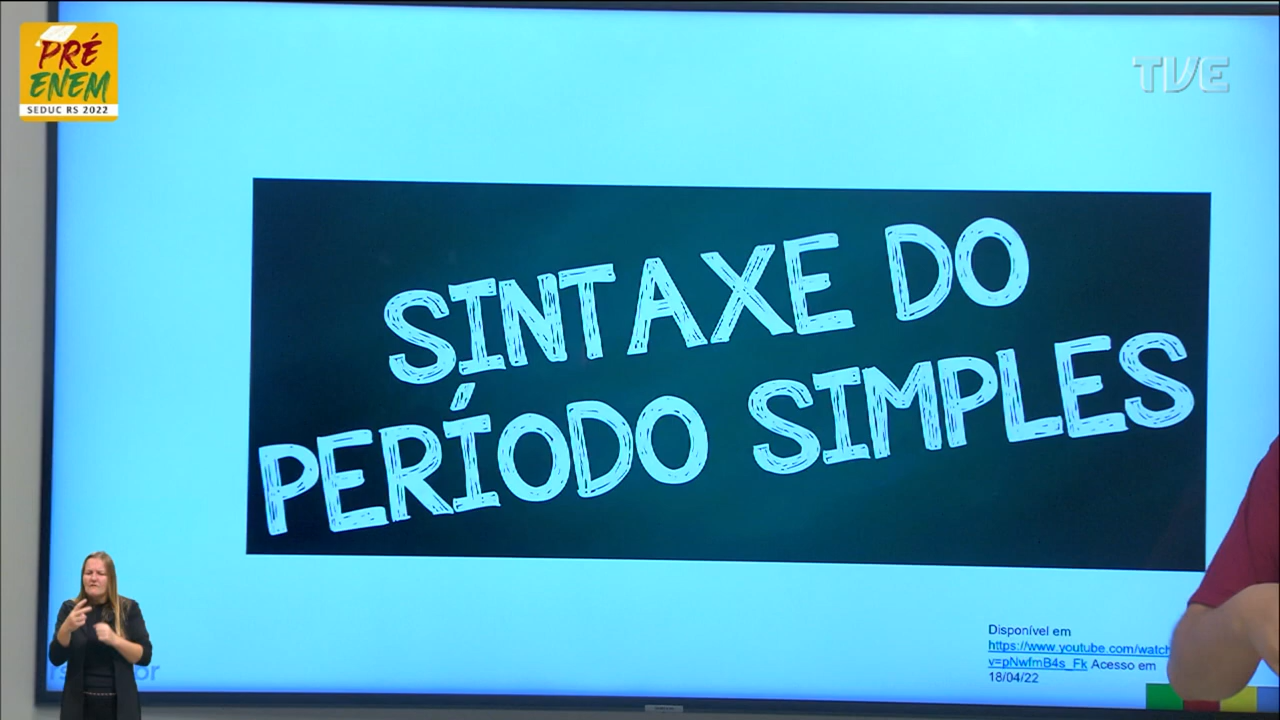 PRÉ
ENEM
SEDUC RS 2022
TVE
SINTAXE DO
PERÍODO SIMPLES
Disponível em
https://www.youtube.com/watch
v=pNwfmB4s_Fk Acesso em
18/04/22